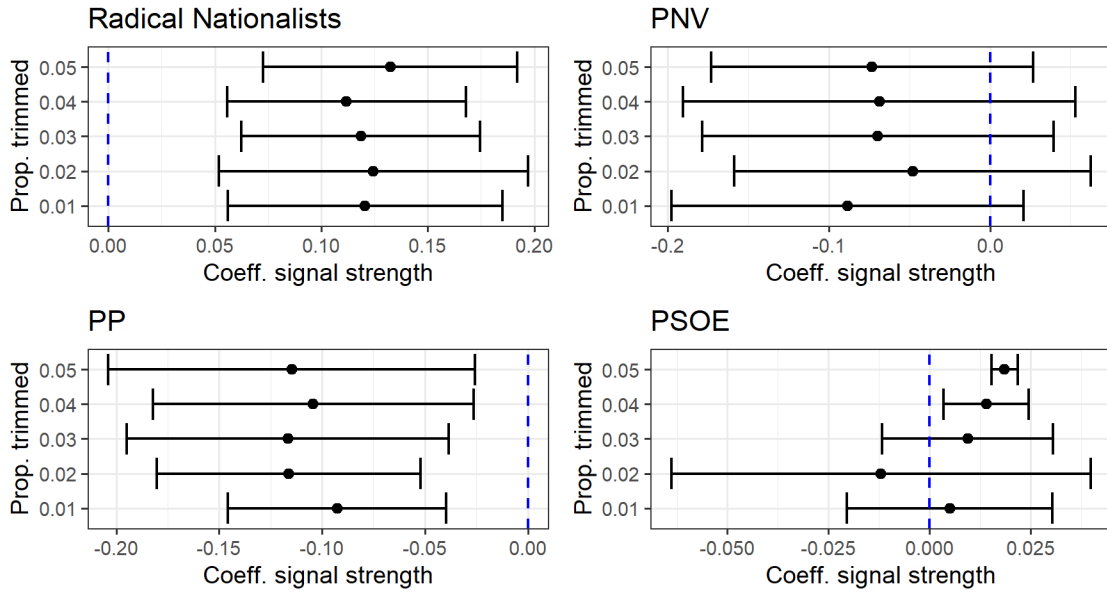 Radical Nationalists
Prop. trimmed
0.05
0.04
0.03
0.02
0.01
0.00 0.05 0.10 0.15 0.20
Coeff. signal strength
PNV
Prop. trimmed
0.05
0.04
0.03
0.02
0.01
-0.2 -0.1 0.0
Coeff. signal strength
PP
Prop. trimmed
0.05
0.04
0.03
0.02
0.01
-0.20 -0.15 -0.10 -0.05 0.00
Coeff. signal strength
PSOE
Prop. trimmed
0.05
0.04
0.03
0.02
0.01
-0.050 -0.025 0.000 0.025
Coeff. signal strength